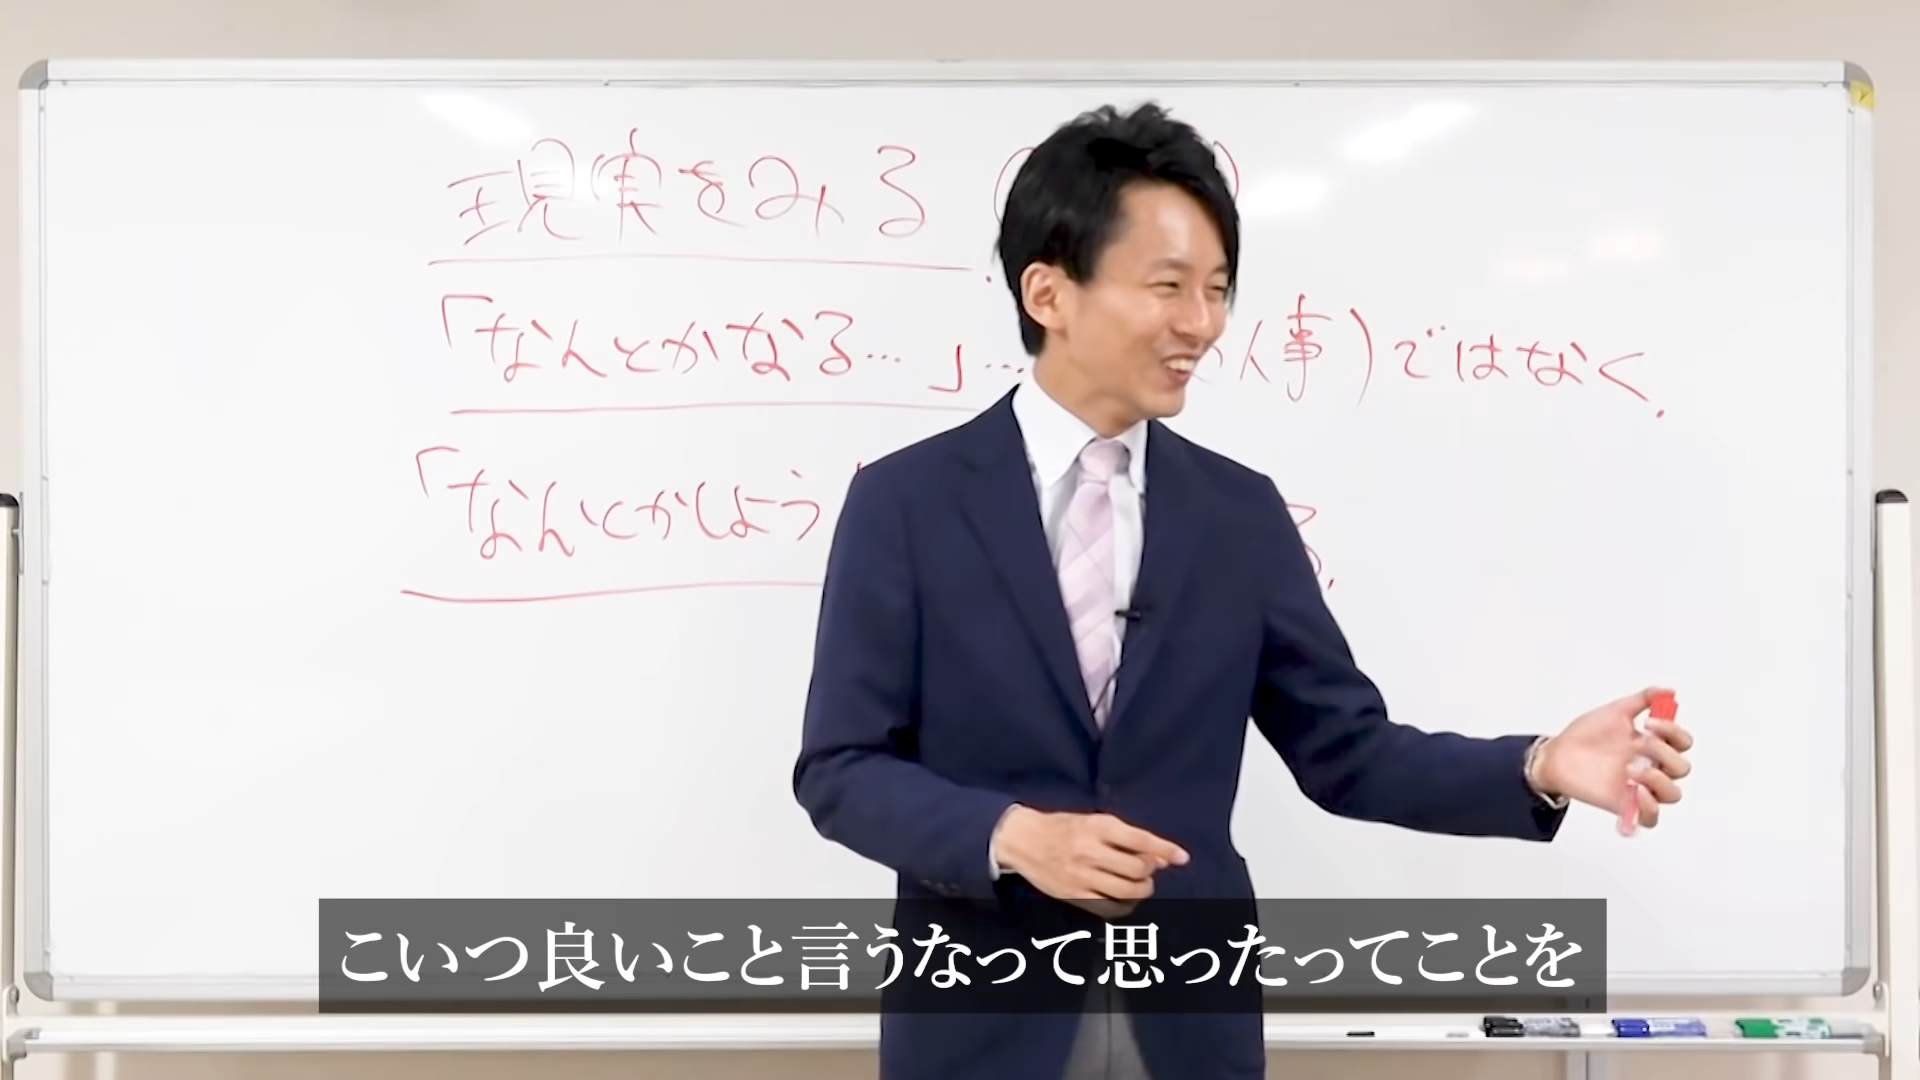 現実をみる (
「なんとかなる…」… 人事)ではなく.
「なんとかしよう
こいつ良いこと言うなって思ったってことを